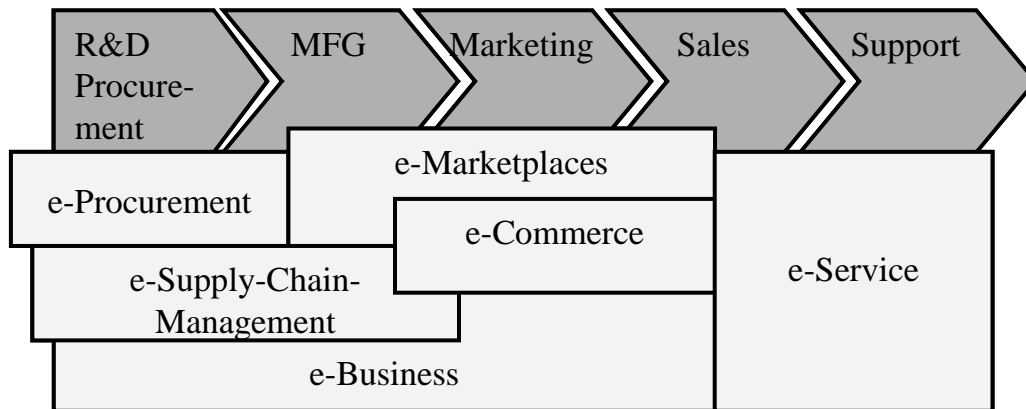 R&D
Procure-
ment
MFG
Marketing
Sales
Support
e-Marketplaces
e-Procurement
e-Commerce
e-Service
e-Supply-Chain-
Management
e-Business